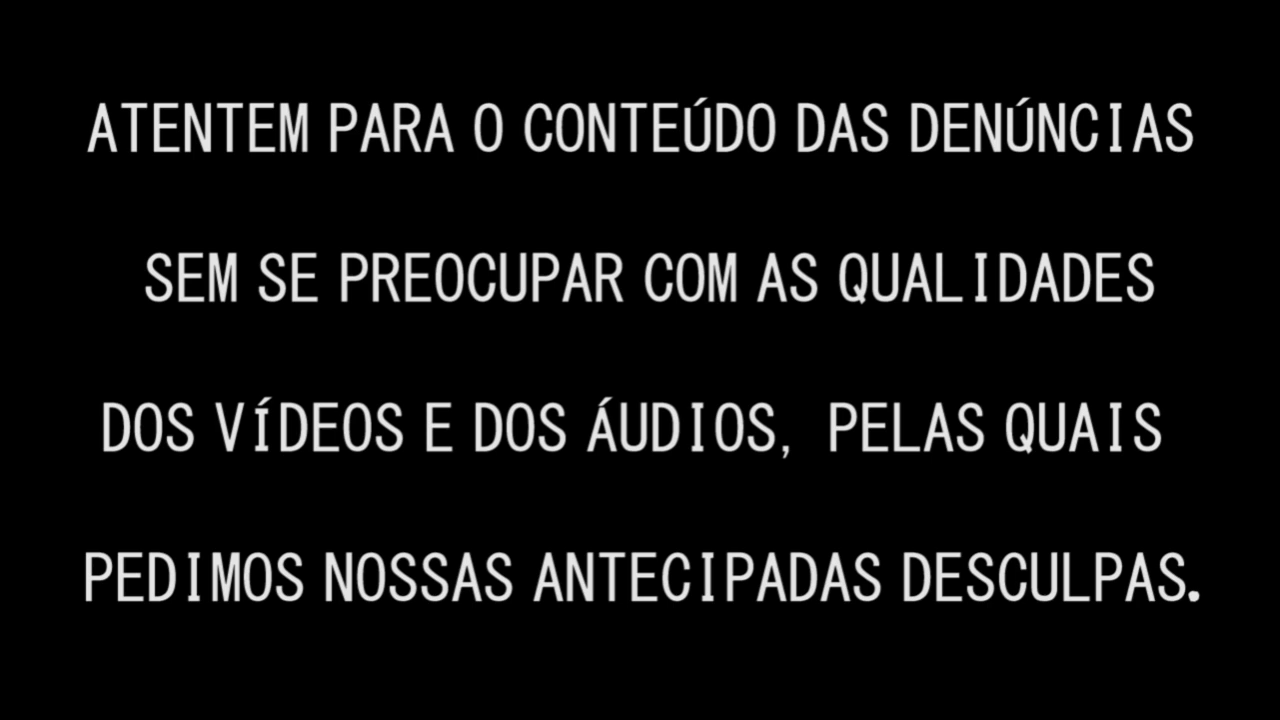 ATENTEM PARA O CONTEÚDO DAS DENÚNCIAS
SEM SE PREOCUPAR COM AS QUALIDADES
DOS VÍDEOS E DOS ÁUDIOS, PELAS QUAIS
PEDIMOS NOSSAS ANTECIPADAS DESCULPAS.